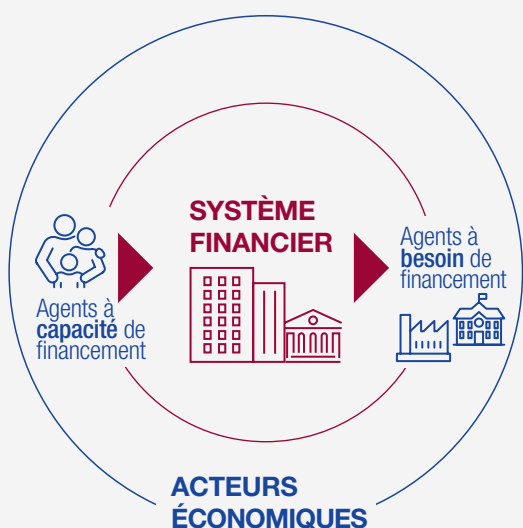 SYSTÈME
FINANCIER
Agents à
capacité de
financement
Agents à
besoin de
financement
ACTEURS
ÉCONOMIQUES